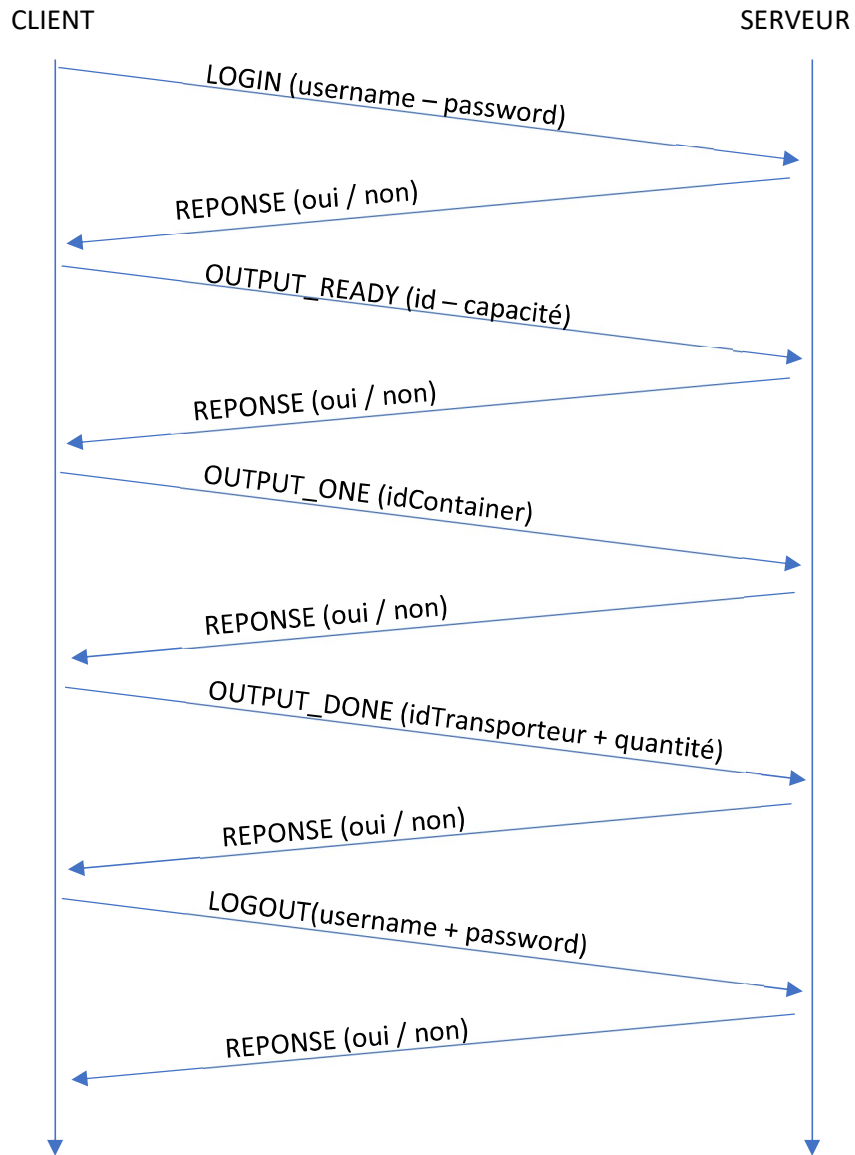 CLIENT
SERVEUR
LOGIN (username – password)
REPONSE (oui / non)
OUTPUT_READY (id – capacité)
REPONSE (oui / non)
OUTPUT_ONE (idContainer)
REPONSE (oui / non)
OUTPUT_DONE (idTransporteur + quantité)
REPONSE (oui / non)
LOGOUT(username + password)
REPONSE (oui / non)